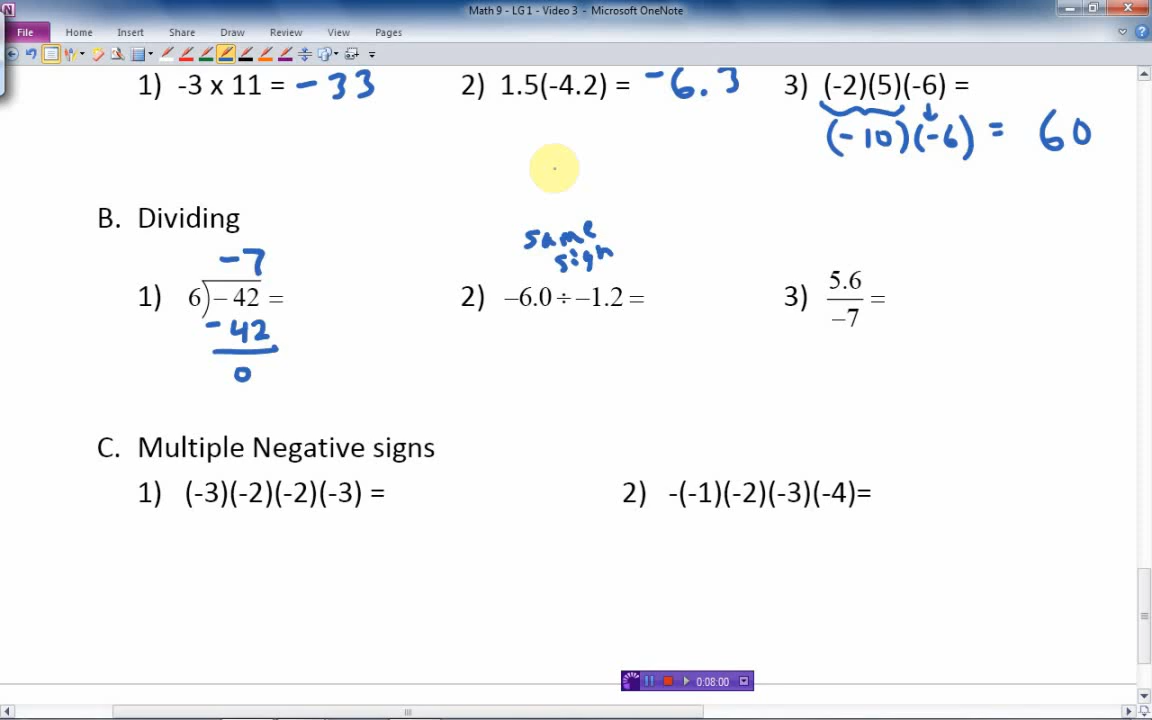 Math 9 - LG 1 - Video 3 - Microsoft OneNote
File Home Insert Share Draw Review View Pages
1) -3 x 11 = -33 2) 1.5(-4.2) = -6.3 3) (-2)(5)(-6) =
(-10)(-6) = 60
B. Dividing
-7
same
sign
1) 6)-42 = 2) -6.0 ÷ -1.2 = 3) 5.6
-7 =
-42
0
C. Multiple Negative signs
1) (-3)(-2)(-2)(-3) = 2) -(-1)(-2)(-3)(-4)=
0:08:00